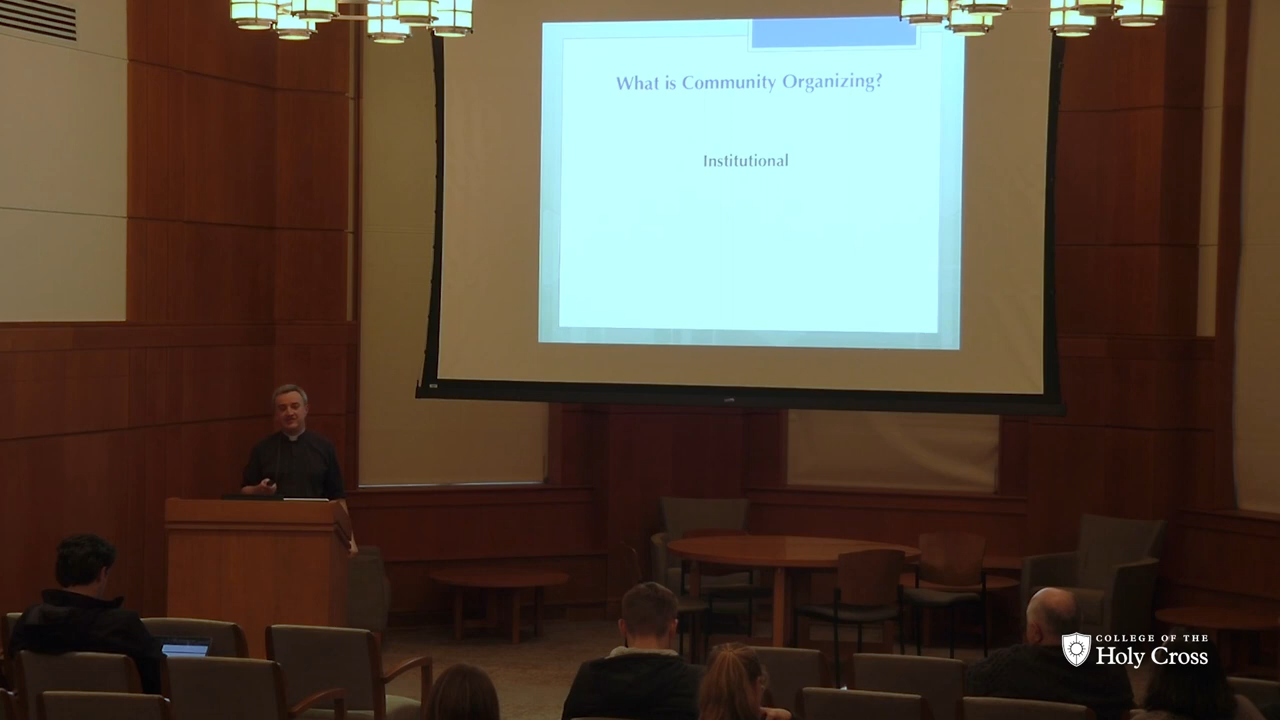 What is Community Organizing?
Institutional
COLLEGE OF THE
Holy Cross